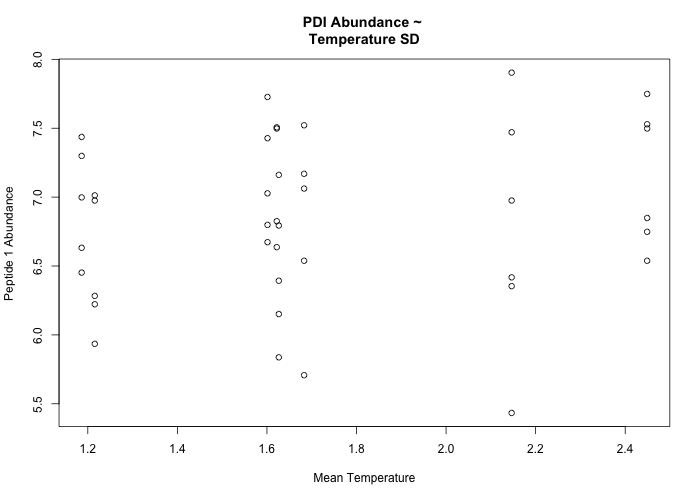 PDI Abundance ~
Temperature SD
8.0
7.5
7.0
6.5
6.0
5.5
Peptide 1 Abundance
1.2 1.4 1.6 1.8 2.0 2.2 2.4
Mean Temperature